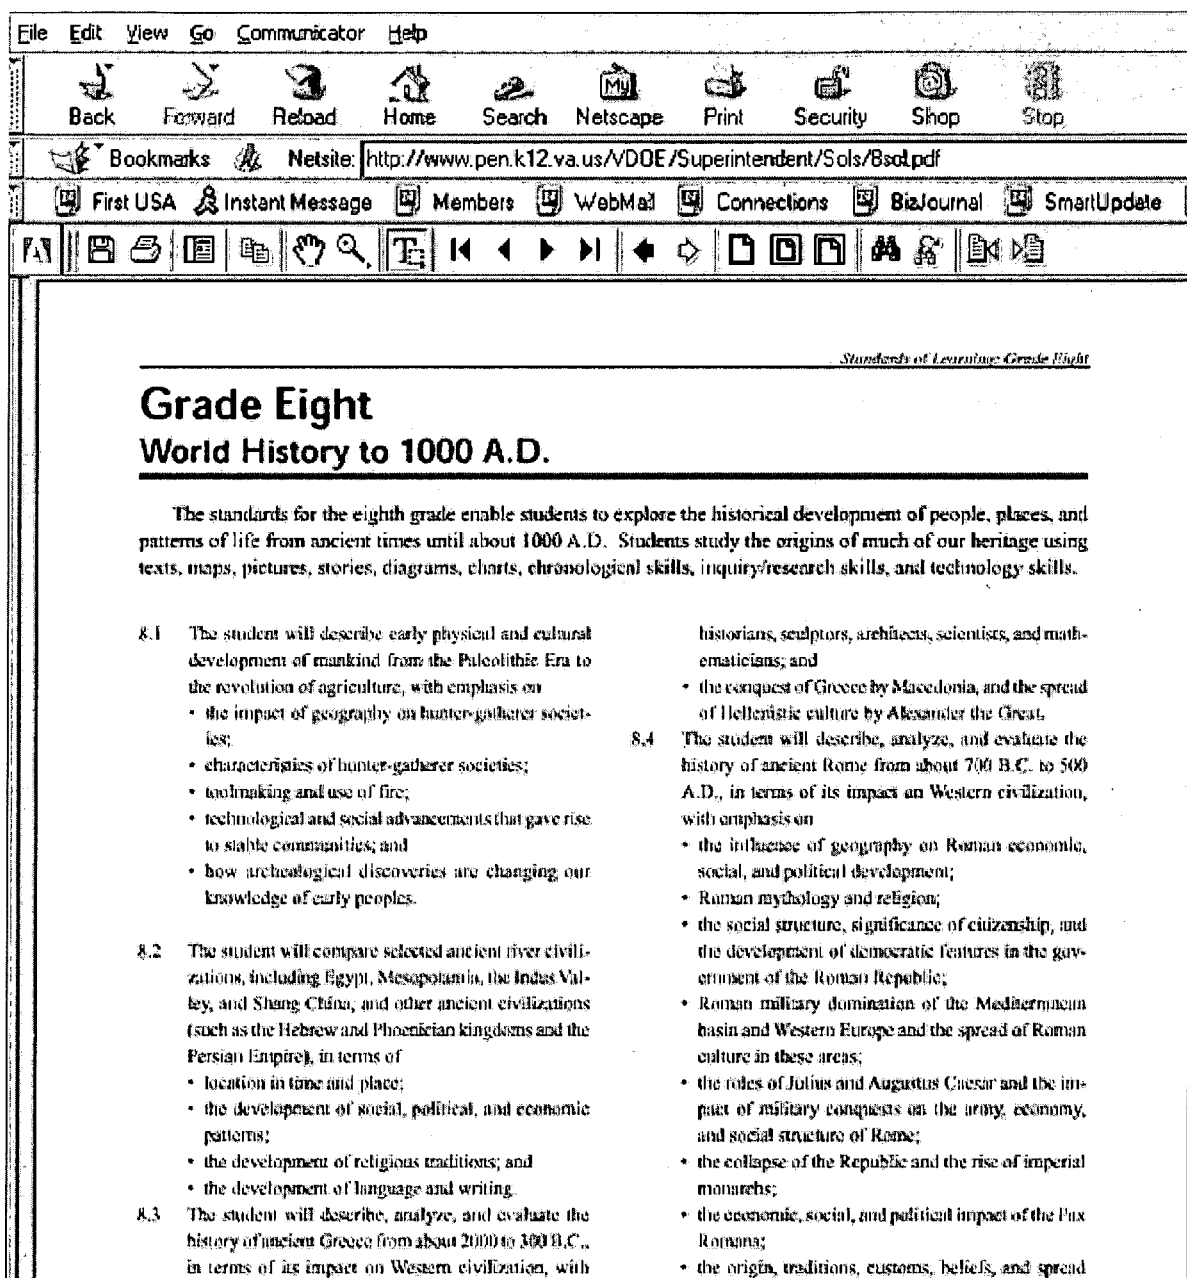 File Edit View Go Communicator Help
Back Forward Reload Home Search Netscape Print Security Shop Stop
My
Bookmarks Netsite: http://www.pen.k12.va.us/VDOE/Superintendent/Sols/8sol.pdf
First USA Instant Message Members WebMail Connections BizJournal SmartUpdate
Standards of Learning: Grade Eight
Grade Eight
World History to 1000 A.D.
The standards for the eighth grade enable students to explore the historical development of people, places, and
patterns of life from ancient times until about 1000 A.D. Students study the origins of much of our heritage using
texts, maps, pictures, stories, diagrams, charts, chronological skills, inquiry/research skills, and technology skills.
8.1 The student will describe early physical and cultural
development of mankind from the Paleolithic Era to
the revolution of agriculture, with emphasis on
• the impact of geography on hunter-gatherer societ-
ies;
• characteristics of hunter-gatherer societies;
• toolmaking and use of fire;
• technological and social advancements that gave rise
to stable communities; and
• how archealogical discoveries are changing our
knowledge of early peoples.
8.2 The student will compare selected ancient river civili-
zations, including Egypt, Mesopotamia, the Indus Val-
ley, and Shang China, and other ancient civilizations
(such as the Hebrew and Phoenician kingdoms and the
Persian Empire), in terms of
• location in time and place;
• the development of social, political, and economic
patterns;
• the development of religious traditions; and
• the development of language and writing.
8.3 The student will describe, analyze, and evaluate the
history of ancient Greece from about 2000 to 300 B.C.,
in terms of its impact on Western civilization, with
historians, sculptors, architects, scientists, and math-
ematicians; and
• the conquest of Greece by Macedonia, and the spread
of Hellenistic culture by Alexander the Great.
8.4 The student will describe, analyze, and evaluate the
history of ancient Rome from about 700 B.C. to 500
A.D., in terms of its impact on Western civilization,
with emphasis on
• the influence of geography on Roman economic,
social, and political development;
• Roman mythology and religion;
• the social structure, significance of citizenship, and
the development of democratic features in the gov-
ernment of the Roman Republic;
• Roman military domination of the Mediterranean
basin and Western Europe and the spread of Roman
culture in these areas;
• the roles of Julius and Augustus Caesar and the im-
pact of military conquests on the army, economy,
and social structure of Rome;
• the collapse of the Republic and the rise of imperial
monarchs;
• the economic, social, and political impact of the Pax
Romana;
• the origin, traditions, customs, beliefs, and spread